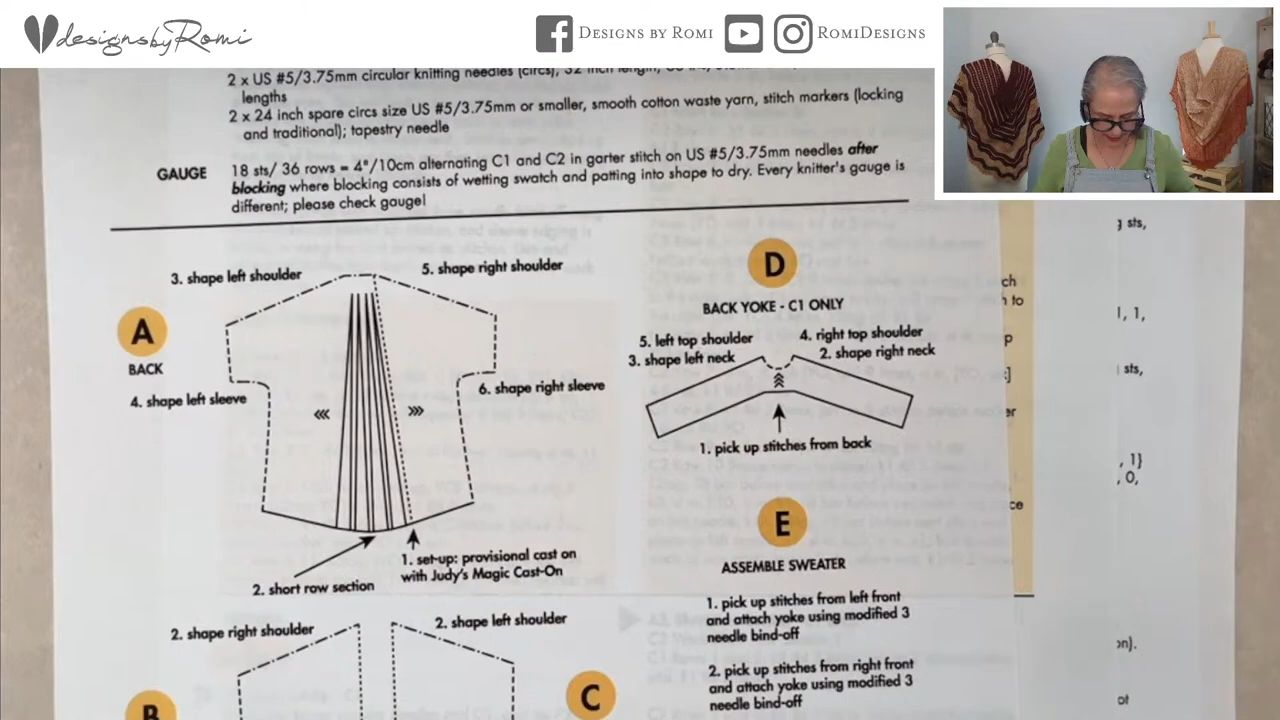 designsbyRomi
DESIGNS BY ROMI
ROMIDESIGNS
2 x US #5/3.75mm circular knitting needles (circs), 32 inch length,
lengths
2 x 24 inch spare circs size US #5/3.75mm or smaller, smooth cotton waste yarn, stitch markers (locking
and traditional); tapestry needle
GAUGE
18 sts/ 36 rows = 4"/10cm alternating C1 and C2 in garter stitch on US #5/3.75mm needles after
blocking where blocking consists of wetting swatch and patting into shape to dry. Every knitter's gauge is
different; please check gauge!
A
BACK
3. shape left shoulder
5. shape right shoulder
4. shape left sleeve
6. shape right sleeve
1. set-up: provisional cast on
with Judy's Magic Cast-On
2. short row section
2. shape right shoulder
2. shape left shoulder
B
C
D
BACK YOKE - C1 ONLY
5. left top shoulder
4. right top shoulder
3. shape left neck
2. shape right neck
1. pick up stitches from back
E
ASSEMBLE SWEATER
1. pick up stitches from left front
and attach yoke using modified 3
needle bind-off
2. pick up stitches from right front
and attach yoke using modified 3
needle bind-off
sts,
1, 1,
sts,
, 1}
, 0,
on).
ot